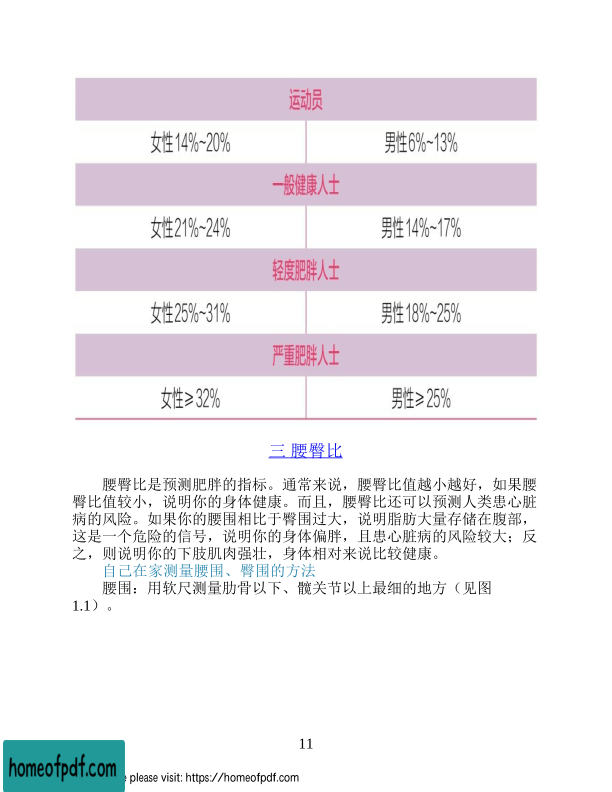 运动员
女性14%~20% 男性6%~13%
一般健康人士
女性21%~24% 男性14%~17%
轻度肥胖人士
女性25%~31% 男性18%~25%
严重肥胖人士
女性≥32% 男性≥25%
三 腰臀比
腰臀比是预测肥胖的指标。通常来说，腰臀比值越小越好，如果腰
臀比值较小，说明你的身体健康。而且，腰臀比还可以预测人类患心脏
病的风险。如果你的腰围相比于臀围过大，说明脂肪大量存储在腹部，
这是一个危险的信号，说明你的身体偏胖，且患心脏病的风险较大；反
之，则说明你的下肢肌肉强壮，身体相对来说比较健康。
自己在家测量腰围、臀围的方法
腰围：用软尺测量肋骨以下、髋关节以上最细的地方（见图
1.1）。
11
homeofpdf.com
e please visit: https://homeofpdf.com